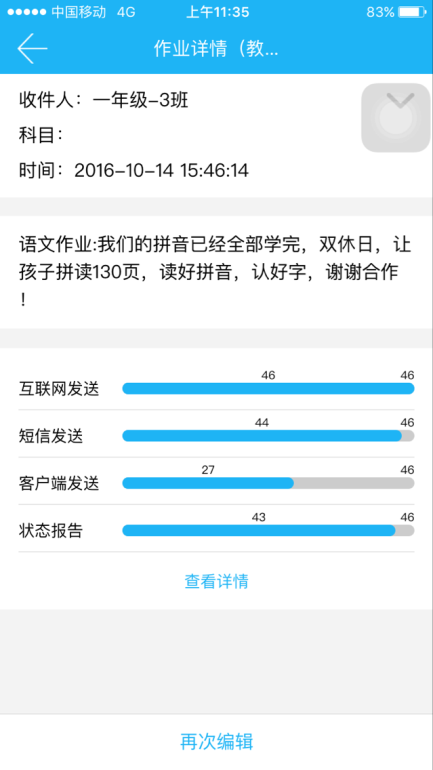 中国移动 4G 上午11:35 83%
作业详情（教...
收件人：一年级-3班
科目：
时间：2016-10-14 15:46:14
语文作业:我们的拼音已经全部学完，双休日，让
孩子拼读130页，读好拼音，认好字，谢谢合作
！
46 46
互联网发送
44 46
短信发送
27 46
客户端发送
43 46
状态报告
查看详情
再次编辑